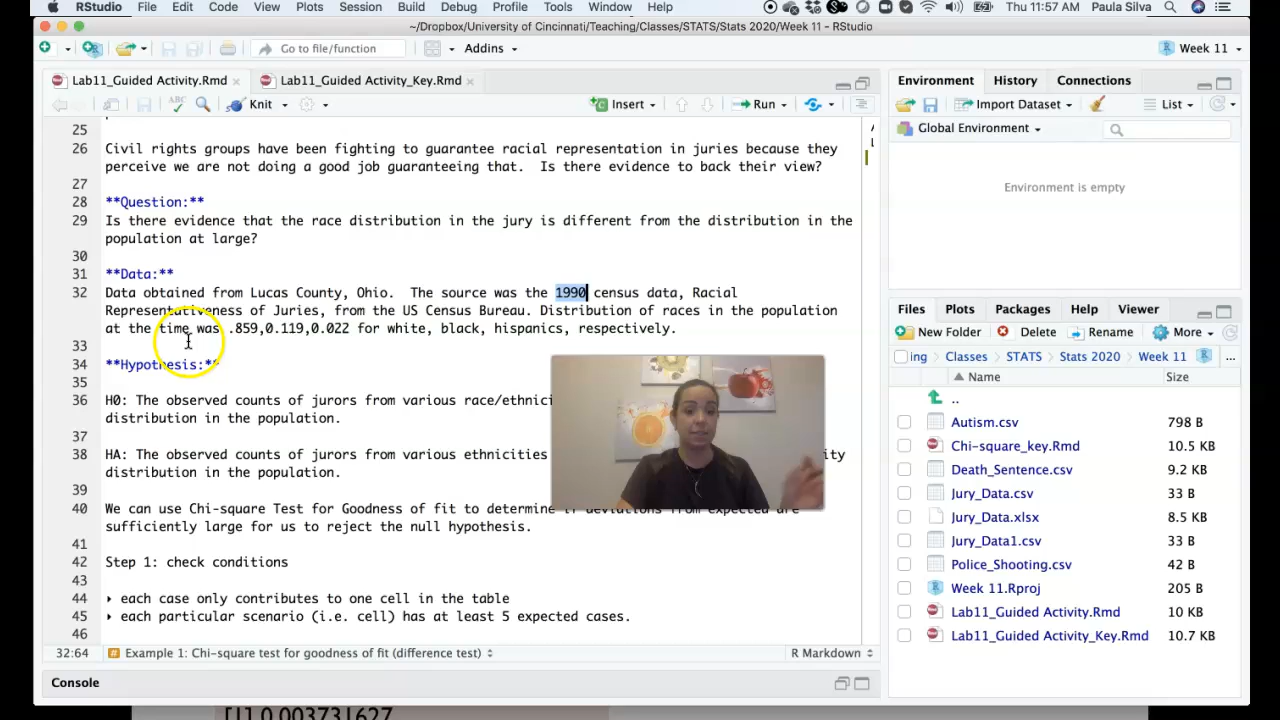 RStudio File Edit Code View Plots Session Build Debug Profile Tools Window Help Thu 11:57 AM Paula Silva
~/Dropbox/University of Cincinnati/Teaching/Classes/STATS/Stats 2020/Week 11 - RStudio
Go to file/function Addins Week 11
Lab11_Guided Activity.Rmd Lab11_Guided Activity_Key.Rmd
ABC Knit Insert Run
25
26 Civil rights groups have been fighting to guarantee racial representation in juries because they
perceive we are not doing a good job guaranteeing that. Is there evidence to back their view?
27
28 **Question:**
29 Is there evidence that the race distribution in the jury is different from the distribution in the
population at large?
30
31 **Data:**
32 Data obtained from Lucas County, Ohio. The source was the 1990 census data, Racial
Representativeness of Juries, from the US Census Bureau. Distribution of races in the population
at the time was .859,0.119,0.022 for white, black, hispanics, respectively.
33
34 **Hypothesis:**
35
36 H0: The observed counts of jurors from various race/ethnici
distribution in the population.
37
38 HA: The observed counts of jurors from various ethnicities ity
distribution in the population.
39
40 We can use Chi-square Test for Goodness of fit to determine if deviations from expected are
sufficiently large for us to reject the null hypothesis.
41
42 Step 1: check conditions
43
44 ‣ each case only contributes to one cell in the table
45 ‣ each particular scenario (i.e. cell) has at least 5 expected cases.
46
32:64 # Example 1: Chi-square test for goodness of fit (difference test) R Markdown
Console
Environment History Connections
Import Dataset List
Global Environment
Environment is empty
Files Plots Packages Help Viewer
New Folder Delete Rename More
ing Classes STATS Stats 2020 Week 11 ...
Name Size
..
Autism.csv 798 B
Chi-square_key.Rmd 10.5 KB
Death_Sentence.csv 9.2 KB
Jury_Data.csv 33 B
Jury_Data.xlsx 8.5 KB
Jury_Data1.csv 33 B
Police_Shooting.csv 42 B
Week 11.Rproj 205 B
Lab11_Guided Activity.Rmd 10 KB
Lab11_Guided Activity_Key.Rmd 10.7 KB
[1] 0.003731627